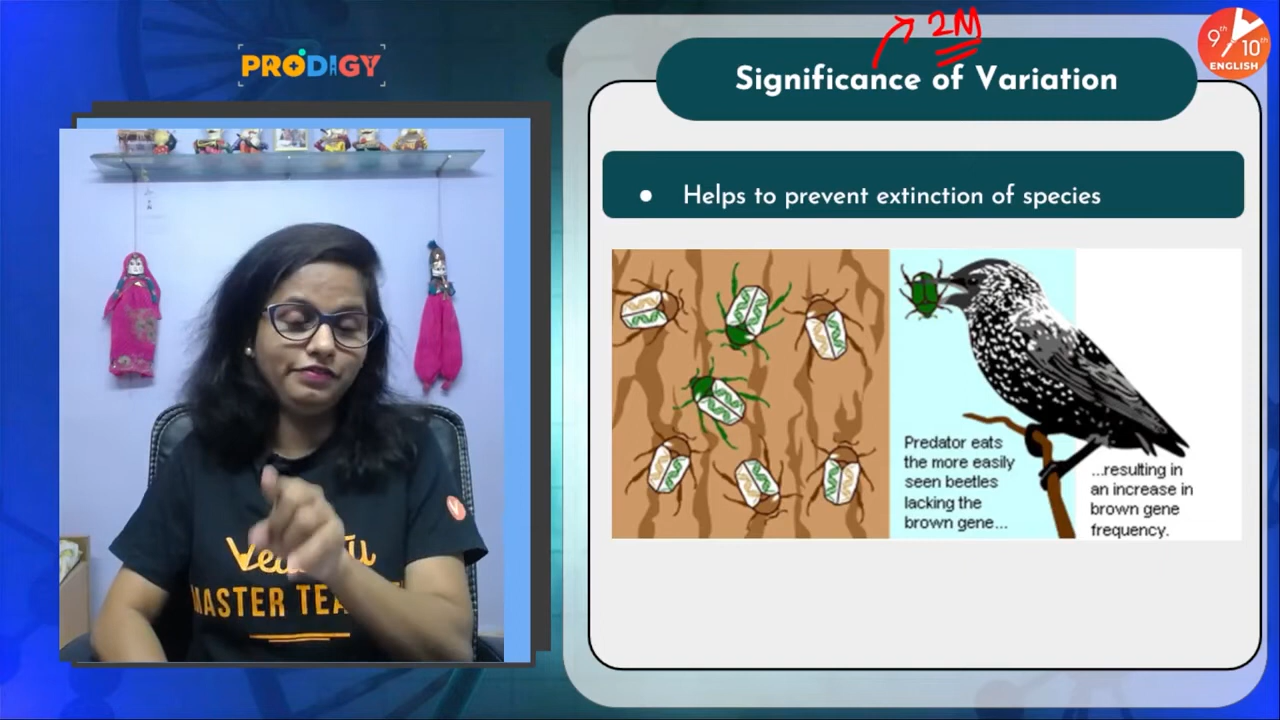 2M
PRODIGY
9th
10th
ENGLISH
Significance of Variation
• Helps to prevent extinction of species
Predator eats
the more easily
seen beetles
lacking the
brown gene...
...resulting in
an increase in
brown gene
frequency.
MASTER